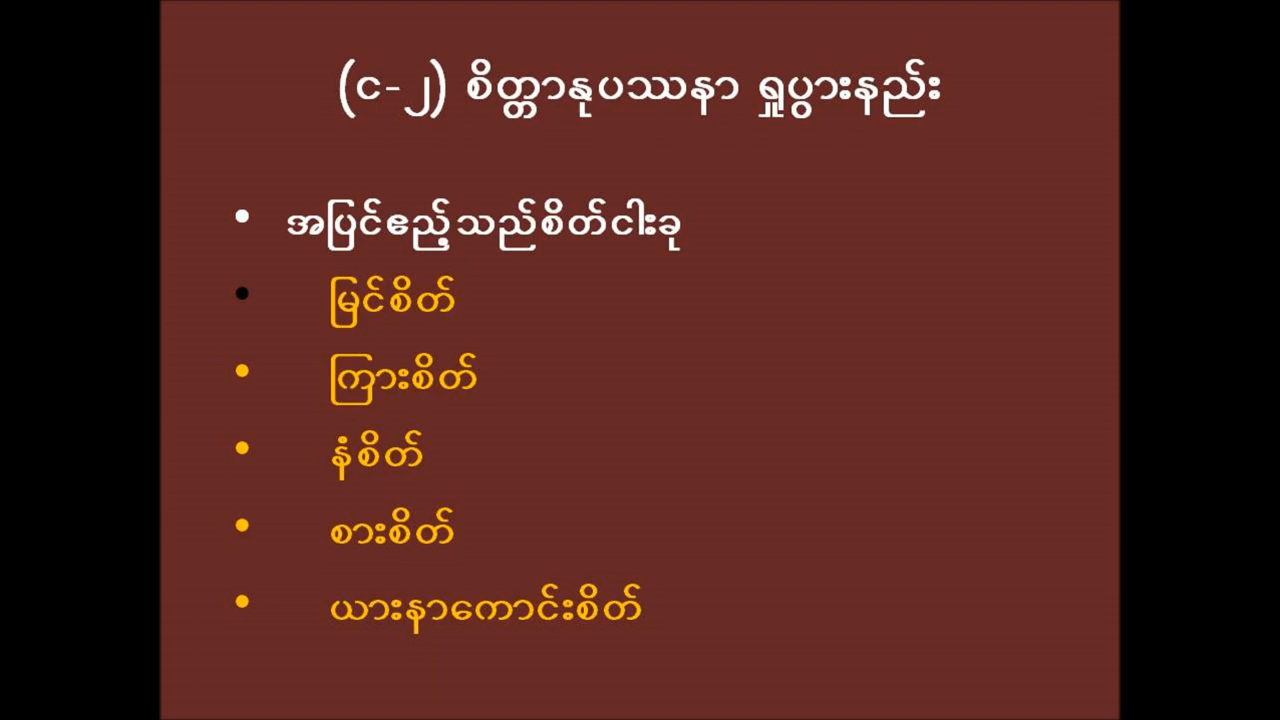 (င-၂) စိတ္တာနုပဿနာ ရှုပွားနည်း
• အပြင်ဧည့်သည်စိတ်ငါးခု
• မြင်စိတ်
• ကြားစိတ်
• နံစိတ်
• စားစိတ်
• ယားနာကောင်းစိတ်